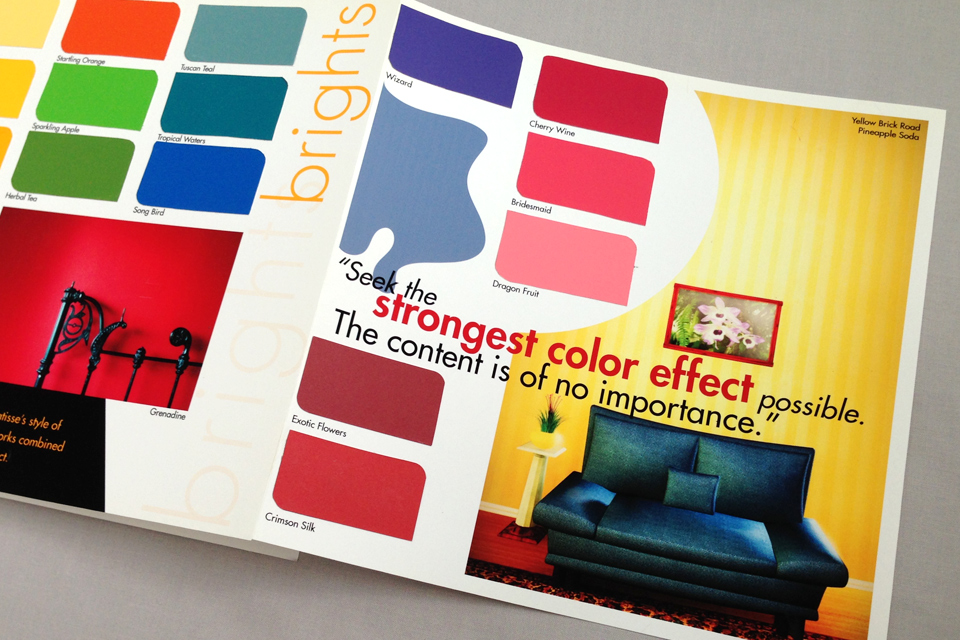 Startling Orange
Tuscan Teal
Sparkling Apple
Tropical Waters
Herbal Tea
Song Bird
Grenadine
atisse's style of
orks combined
ct.
brights
bright
Wizard
Cherry Wine
Bridesmaid
Dragon Fruit
Yellow Brick Road
Pineapple Soda
"Seek the
strongest color effect possible.
The content is of no importance."
Exotic Flowers
Crimson Silk